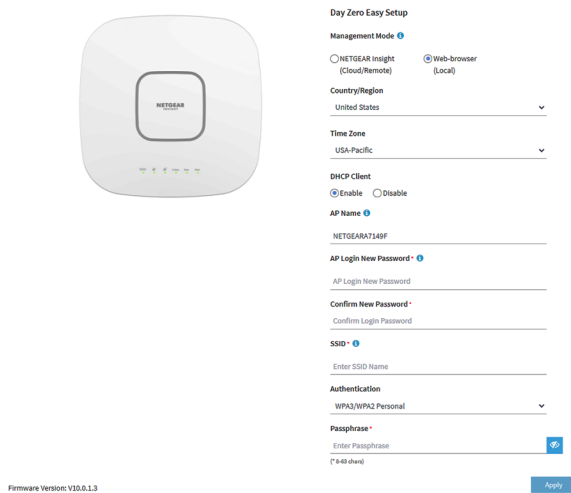 Day Zero Easy Setup
Management Mode
NETGEAR Insight
(Cloud/Remote)
Web-browser
(Local)
Country/Region
United States
Time Zone
USA-Pacific
DHCP Client
Enable Disable
AP Name
NETGEARA7149F
AP Login New Password *
AP Login New Password
Confirm New Password *
Confirm Login Password
SSID *
Enter SSID Name
Authentication
WPA3/WPA2 Personal
Passphrase *
Enter Passphrase
(* 8-63 chars)
Apply
NETGEAR
Firmware Version: V10.0.1.3